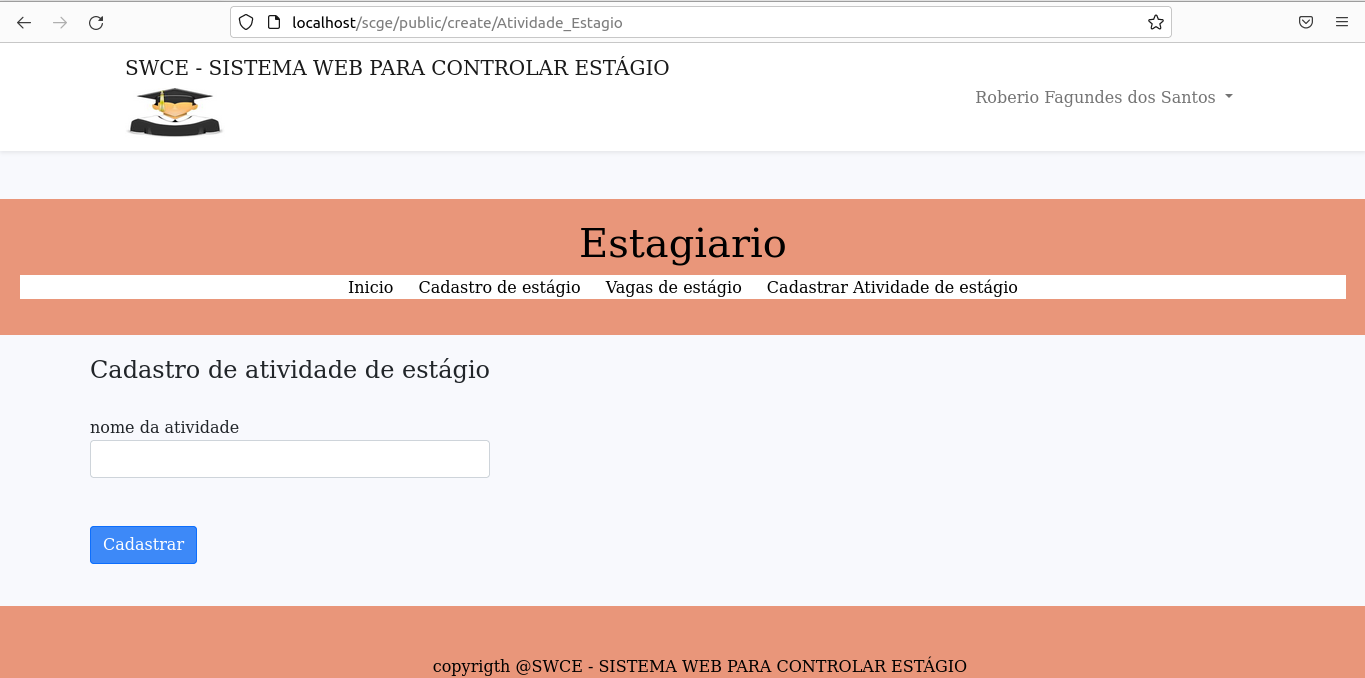 localhost/scge/public/create/Atividade_Estagio
SWCE - SISTEMA WEB PARA CONTROLAR ESTÁGIO
Roberio Fagundes dos Santos
Estagiario
Inicio Cadastro de estágio Vagas de estágio Cadastrar Atividade de estágio
Cadastro de atividade de estágio
nome da atividade
Cadastrar
copyrigth @SWCE - SISTEMA WEB PARA CONTROLAR ESTÁGIO